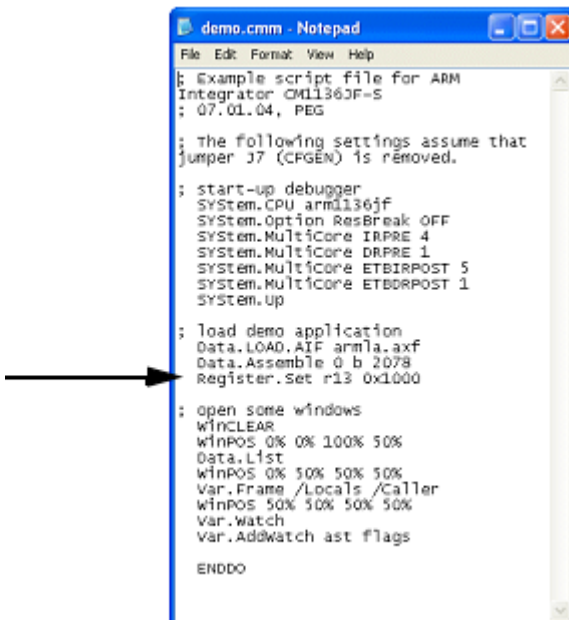 demo.cmm - Notepad
File Edit Format View Help
; Example script file for ARM
Integrator CM1136JF-S
; 07.01.04, PEG
; The following settings assume that
jumper J7 (CFGEN) is removed.
; start-up debugger
SYStem.CPU arm1136jf
SYStem.Option ResBreak OFF
SYStem.MultiCore IRPRE 4
SYStem.MultiCore DRPRE 1
SYStem.MultiCore ETBIRPOST 5
SYStem.MultiCore ETBDRPOST 1
SYStem.Up
; load demo application
Data.LOAD.AIF armla.axf
Data.Assemble 0 b 2078
Register.Set r13 0x1000
; open some windows
WinCLEAR
WinPOS 0% 0% 100% 50%
Data.List
WinPOS 0% 50% 50% 50%
Var.Frame /Locals /Caller
WinPOS 50% 50% 50% 50%
Var.Watch
Var.AddWatch ast flags
ENDDO